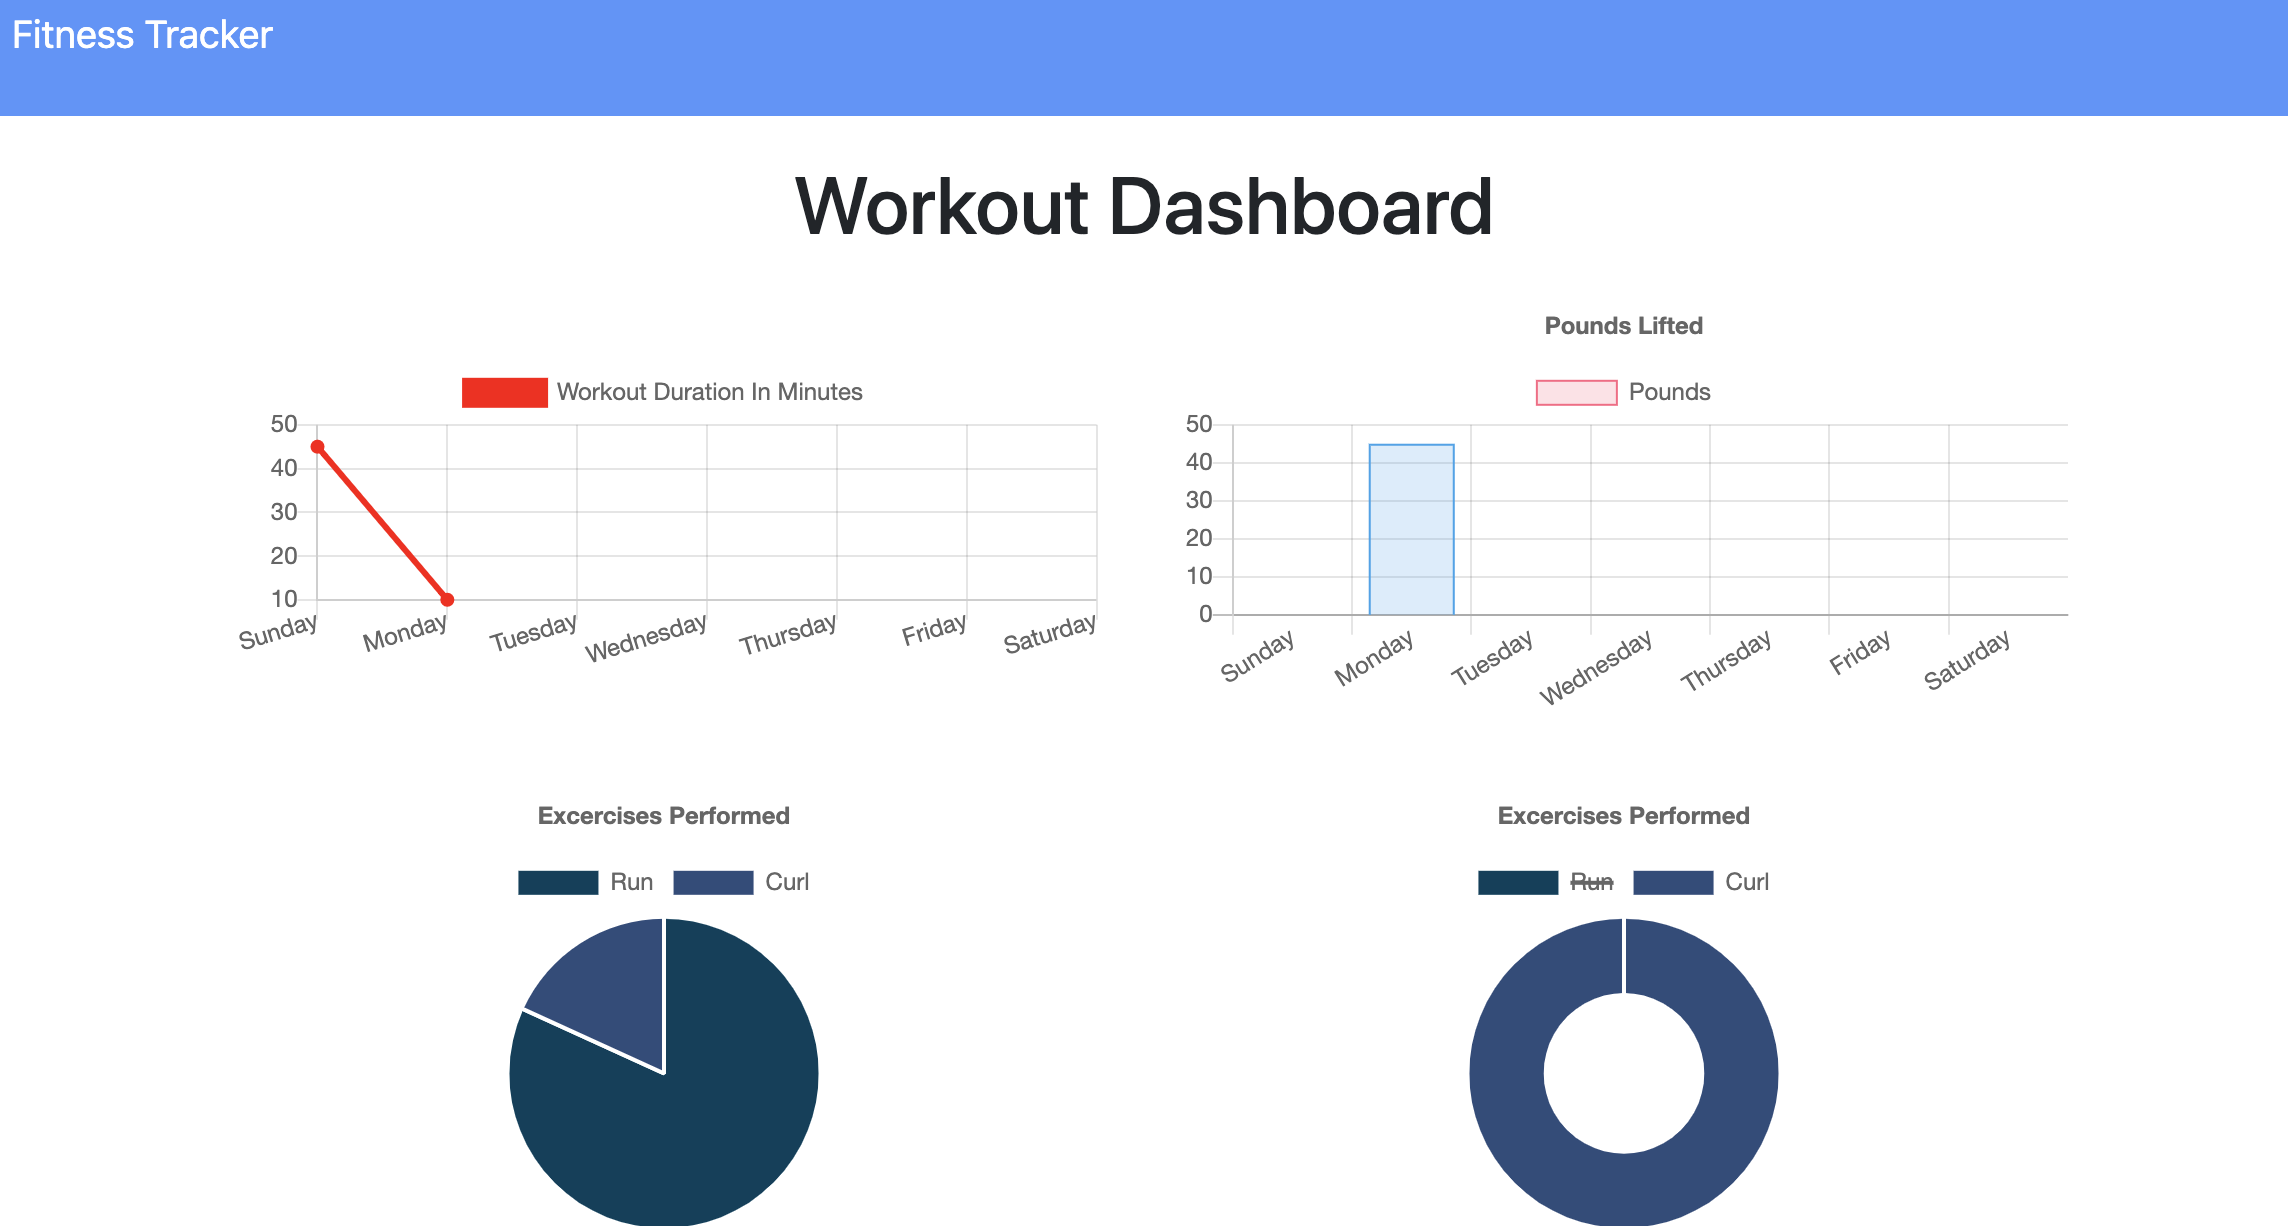 Fitness Tracker
Workout Dashboard
Workout Duration In Minutes
50
40
30
20
10
Sunday Monday Tuesday Wednesday Thursday Friday Saturday
Pounds Lifted
Pounds
50
40
30
20
10
0
Sunday Monday Tuesday Wednesday Thursday Friday Saturday
Excercises Performed
Run Curl
Excercises Performed
Run Curl